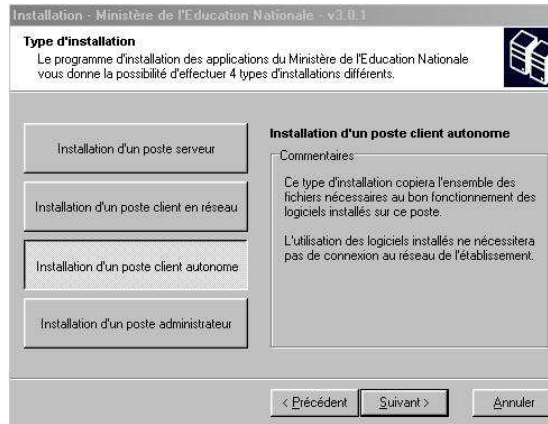 Installation - Ministère de l'Education Nationale - v3.0.1
Type d'installation
Le programme d'installation des applications du Ministère de l'Education Nationale
vous donne la possibilité d'effectuer 4 types d'installations différents.
Installation d'un poste serveur
Installation d'un poste client en réseau
Installation d'un poste client autonome
Installation d'un poste administrateur
Installation d'un poste client autonome
Commentaires
Ce type d'installation copiera l'ensemble des
fichiers nécessaires au bon fonctionnement des
logiciels installés sur ce poste.
L'utilisation des logiciels installés ne nécessitera
pas de connexion au réseau de l'établissement.
< Précédent
Suivant >
Annuler